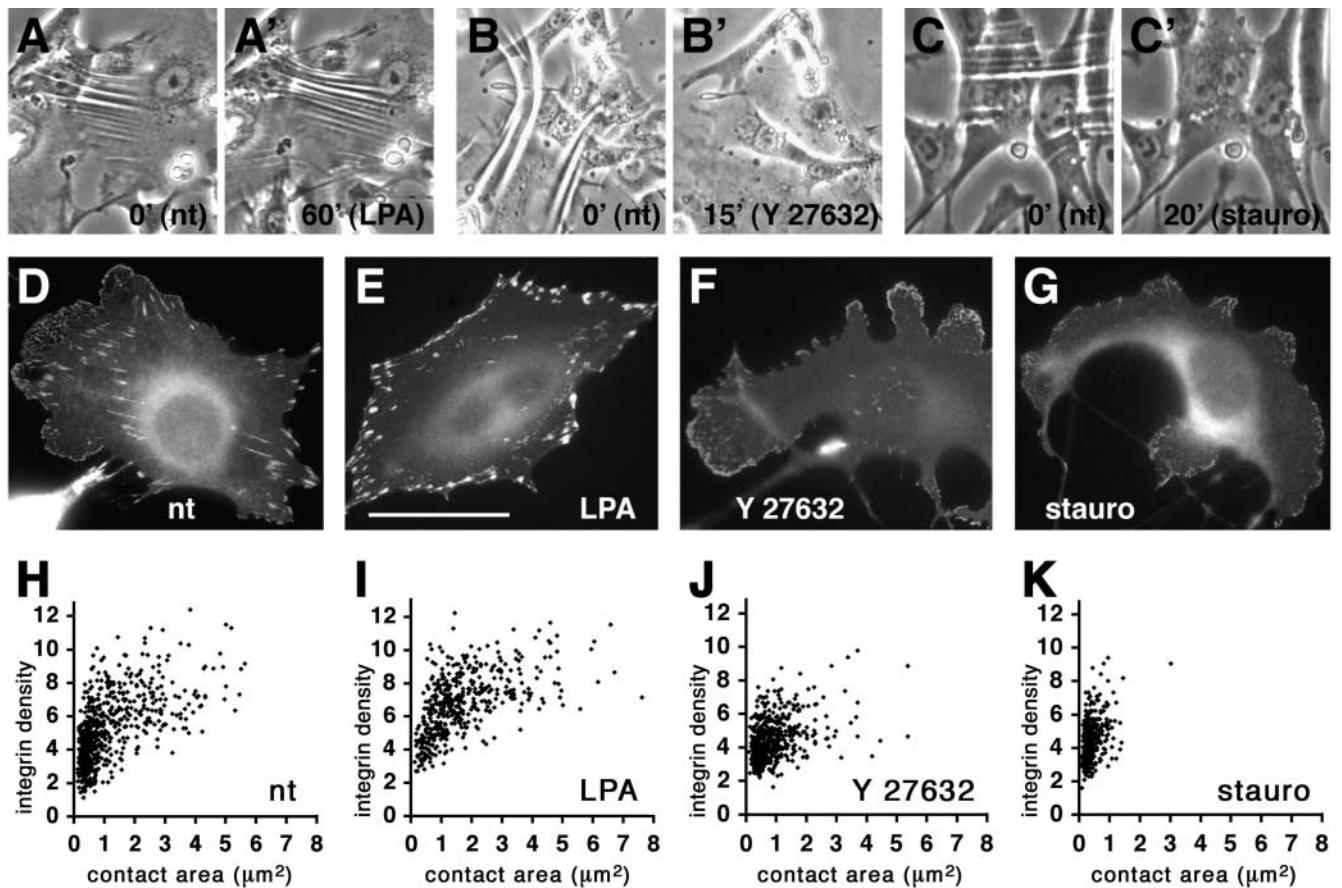 A
0' (nt)
A'
60' (LPA)
B
0' (nt)
B'
15' (Y 27632)
C
0' (nt)
C'
20' (stauro)
D
nt
E
LPA
F
Y 27632
G
stauro
H
integrin density
12
10
8
6
4
2
0
nt
0 1 2 3 4 5 6 7 8
contact area (μm²)
I
integrin density
12
10
8
6
4
2
0
LPA
0 1 2 3 4 5 6 7 8
contact area (μm²)
J
integrin density
12
10
8
6
4
2
0
Y 27632
0 1 2 3 4 5 6 7 8
contact area (μm²)
K
integrin density
12
10
8
6
4
2
0
stauro
0 1 2 3 4 5 6 7 8
contact area (μm²)